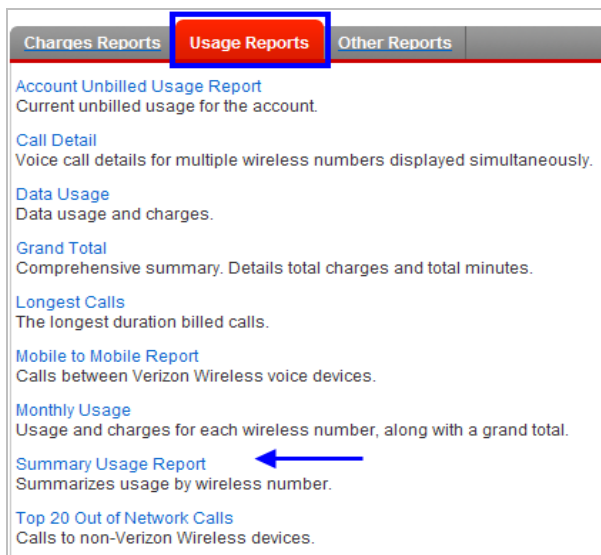 Charges Reports Usage Reports Other Reports
Account Unbilled Usage Report
Current unbilled usage for the account.
Call Detail
Voice call details for multiple wireless numbers displayed simultaneously.
Data Usage
Data usage and charges.
Grand Total
Comprehensive summary. Details total charges and total minutes.
Longest Calls
The longest duration billed calls.
Mobile to Mobile Report
Calls between Verizon Wireless voice devices.
Monthly Usage
Usage and charges for each wireless number, along with a grand total.
Summary Usage Report
Summarizes usage by wireless number.
Top 20 Out of Network Calls
Calls to non-Verizon Wireless devices.